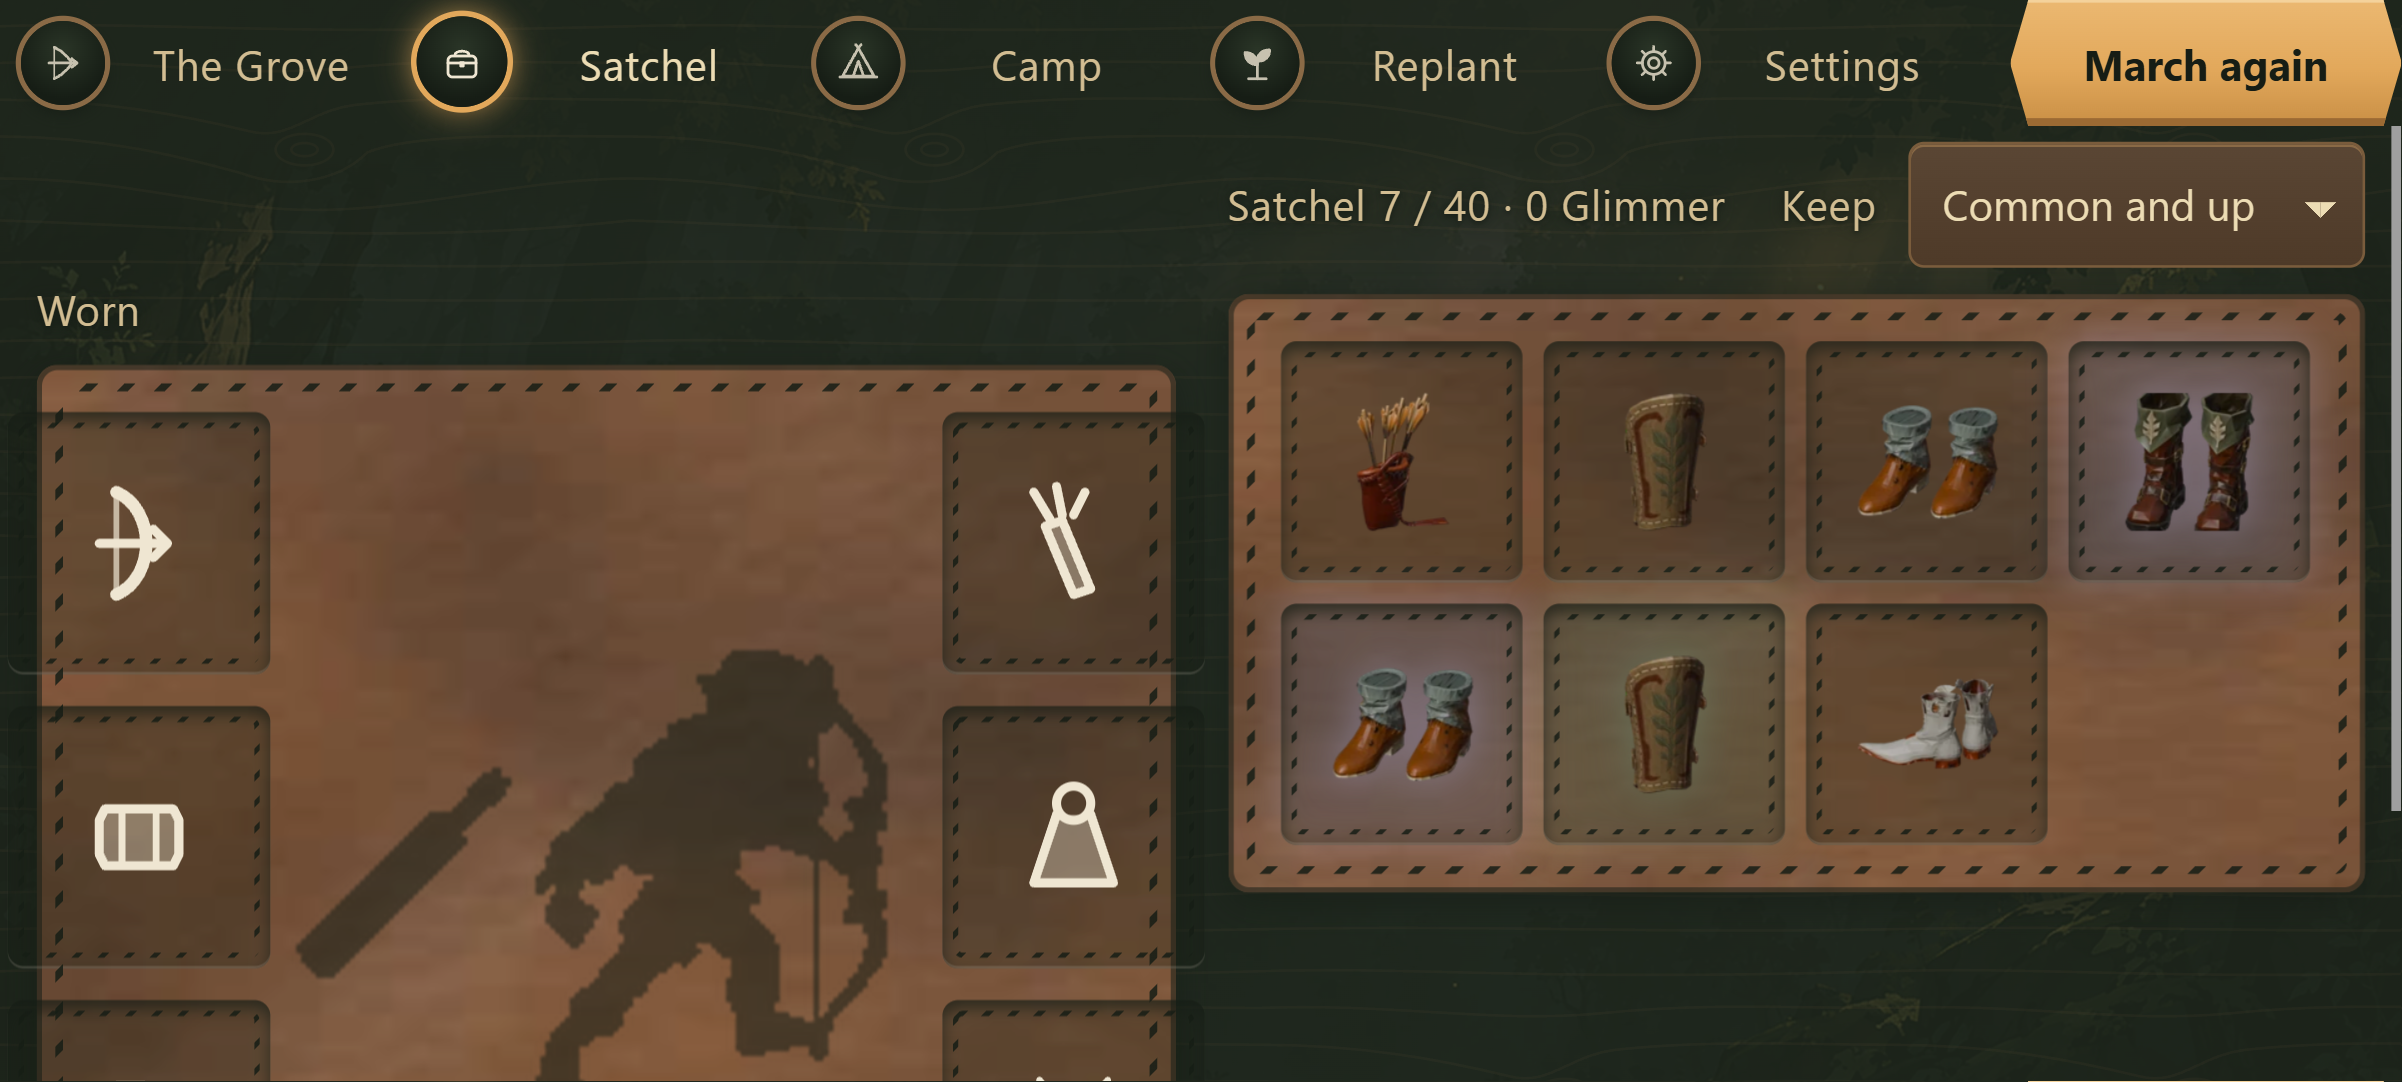 The Grove
Satchel
Camp
Replant
Settings
March again
Satchel 7 / 40 · 0 Glimmer
Keep
Common and up
Worn